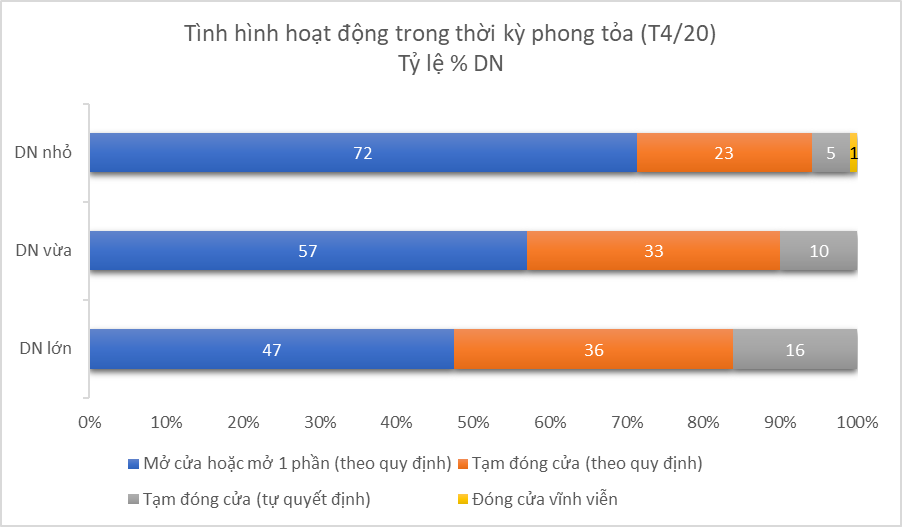 Tình hình hoạt động trong thời kỳ phong tỏa (T4/20)
Tỷ lệ % DN
DN nhỏ
72
23
5
1
DN vừa
57
33
10
DN lớn
47
36
16
0% 10% 20% 30% 40% 50% 60% 70% 80% 90% 100%
Mở cửa hoặc mở 1 phần (theo quy định)
Tạm đóng cửa (theo quy định)
Tạm đóng cửa (tự quyết định)
Đóng cửa vĩnh viễn